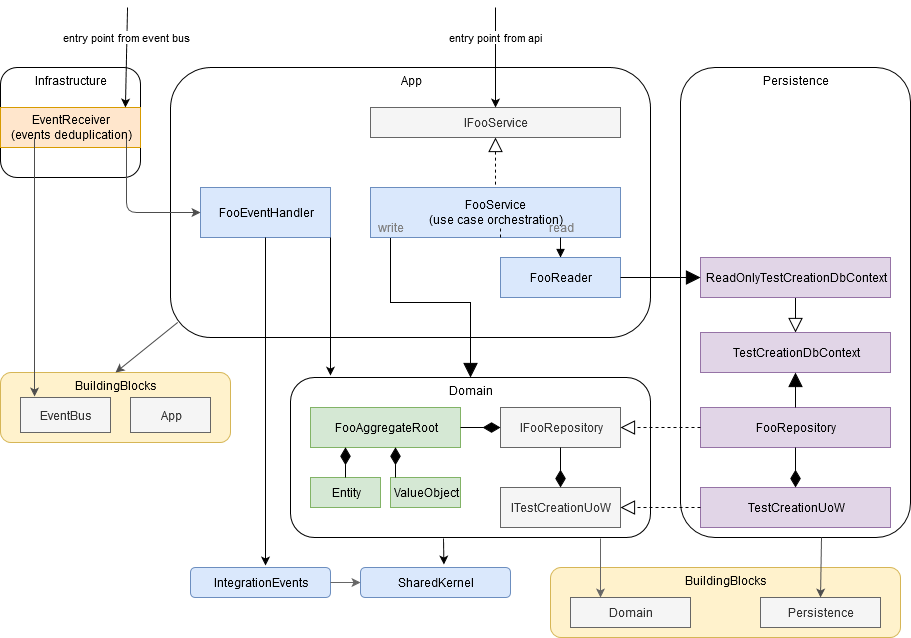 entry point from event bus
entry point from api
Infrastructure
App
Persistence
EventReceiver
(events deduplication)
IFooService
FooEventHandler
FooService
(use case orchestration)
write
read
FooReader
ReadOnlyTestCreationDbContext
TestCreationDbContext
BuildingBlocks
EventBus
App
Domain
FooAggregateRoot
IFooRepository
FooRepository
Entity
ValueObject
ITestCreationUoW
TestCreationUoW
IntegrationEvents
SharedKernel
BuildingBlocks
Domain
Persistence